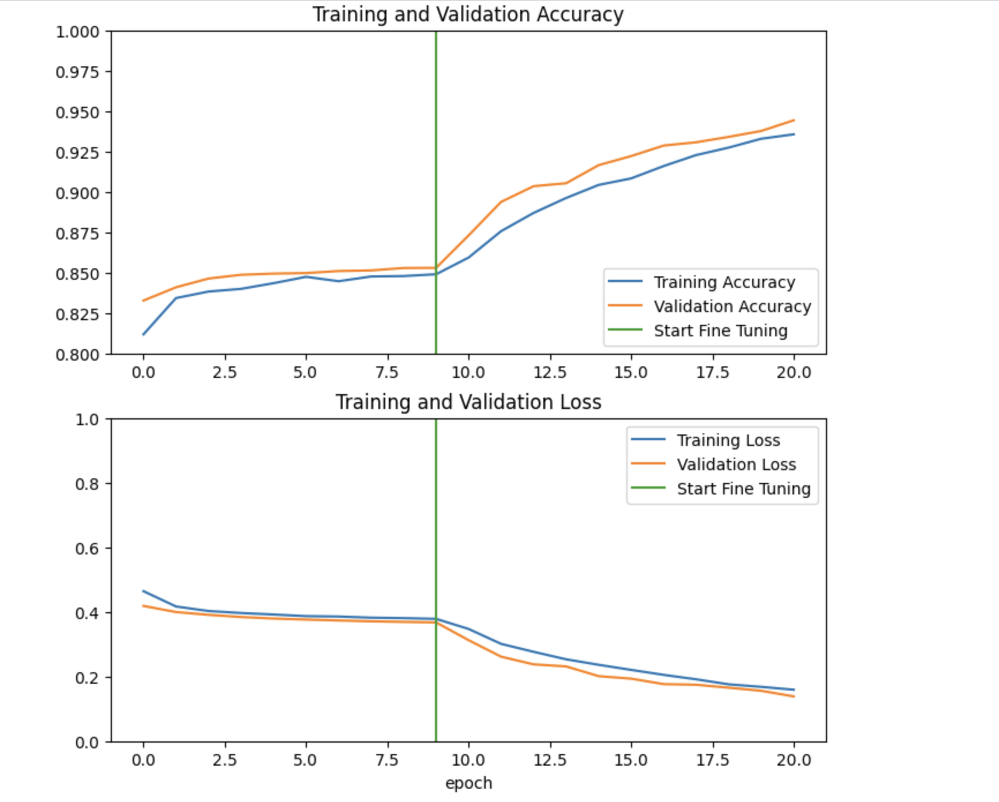 Training and Validation Accuracy
1.000
0.975
0.950
0.925
0.900
0.875
0.850
0.825
0.800
Training Accuracy
Validation Accuracy
Start Fine Tuning
0.0 2.5 5.0 7.5 10.0 12.5 15.0 17.5 20.0
Training and Validation Loss
1.0
0.8
0.6
0.4
0.2
0.0
Training Loss
Validation Loss
Start Fine Tuning
0.0 2.5 5.0 7.5 10.0 12.5 15.0 17.5 20.0
epoch